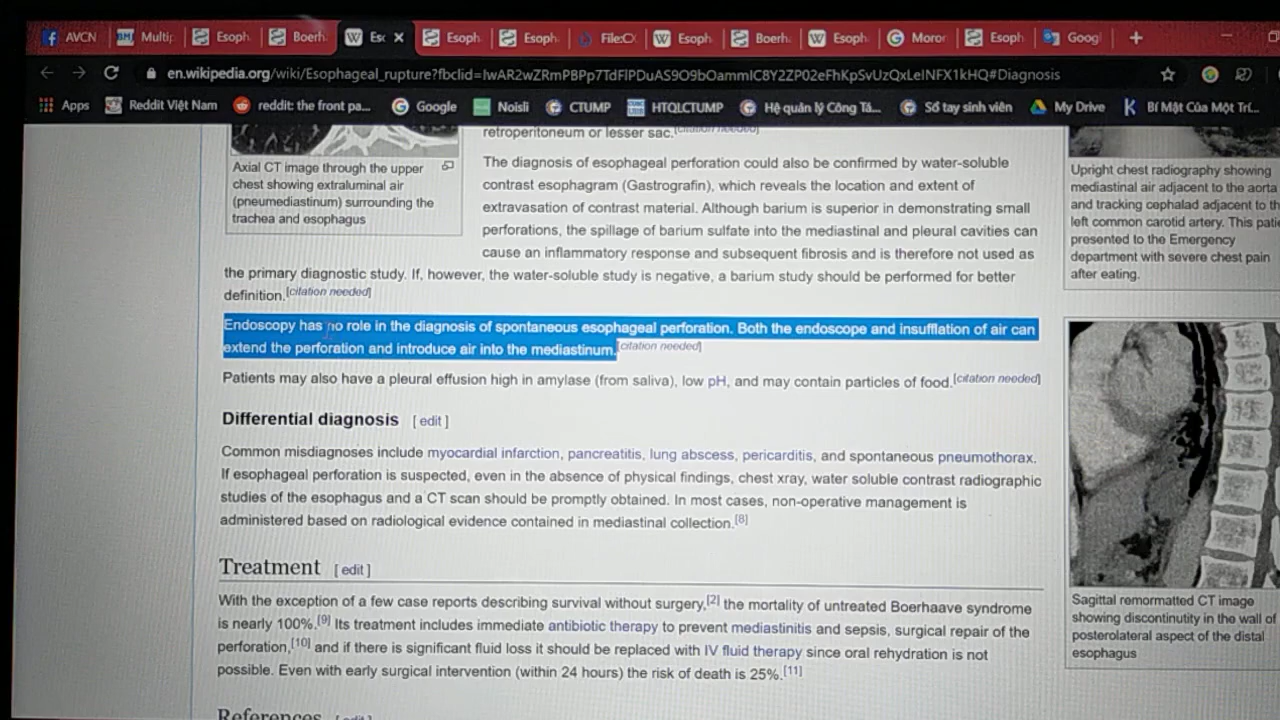 AVCN
Multip
Esoph
Boerh
Eso
Esoph
Esoph
File:O
Esoph
Boerh
Esoph
Moror
Esoph
Googl
Apps
Reddit Việt Nam
reddit: the front pa...
Google
Noisli
CTUMP
HTQLCTUMP
Hệ quản lý Công Tá...
Sổ tay sinh viên
My Drive
Bí Mật Của Một Trí...
Axial CT image through the upper
chest showing extraluminal air
(pneumediastinum) surrounding the
trachea and esophagus
retroperitoneum or lesser sac.[citation needed]
The diagnosis of esophageal perforation could also be confirmed by water-soluble
contrast esophagram (Gastrografin), which reveals the location and extent of
extravasation of contrast material. Although barium is superior in demonstrating small
perforations, the spillage of barium sulfate into the mediastinal and pleural cavities can
cause an inflammatory response and subsequent fibrosis and is therefore not used as
the primary diagnostic study. If, however, the water-soluble study is negative, a barium study should be performed for better
definition.[citation needed]
Endoscopy has no role in the diagnosis of spontaneous esophageal perforation. Both the endoscope and insufflation of air can
extend the perforation and introduce air into the mediastinum.[citation needed]
Patients may also have a pleural effusion high in amylase (from saliva), low pH, and may contain particles of food.[citation needed]
Differential diagnosis [ edit ]
Common misdiagnoses include myocardial infarction, pancreatitis, lung abscess, pericarditis, and spontaneous pneumothorax.
If esophageal perforation is suspected, even in the absence of physical findings, chest xray, water soluble contrast radiographic
studies of the esophagus and a CT scan should be promptly obtained. In most cases, non-operative management is
administered based on radiological evidence contained in mediastinal collection.[8]
Treatment [ edit ]
With the exception of a few case reports describing survival without surgery,[2] the mortality of untreated Boerhaave syndrome
is nearly 100%.[9] Its treatment includes immediate antibiotic therapy to prevent mediastinitis and sepsis, surgical repair of the
perforation,[10] and if there is significant fluid loss it should be replaced with IV fluid therapy since oral rehydration is not
possible. Even with early surgical intervention (within 24 hours) the risk of death is 25%.[11]
References [ edit ]
Upright chest radiography showing
mediastinal air adjacent to the aorta
and tracking cephalad adjacent to th
left common carotid artery. This patie
presented to the Emergency
department with severe chest pain
after eating.
Sagittal remormatted CT image
showing discontinuity in the wall of
posterolateral aspect of the distal
esophagus